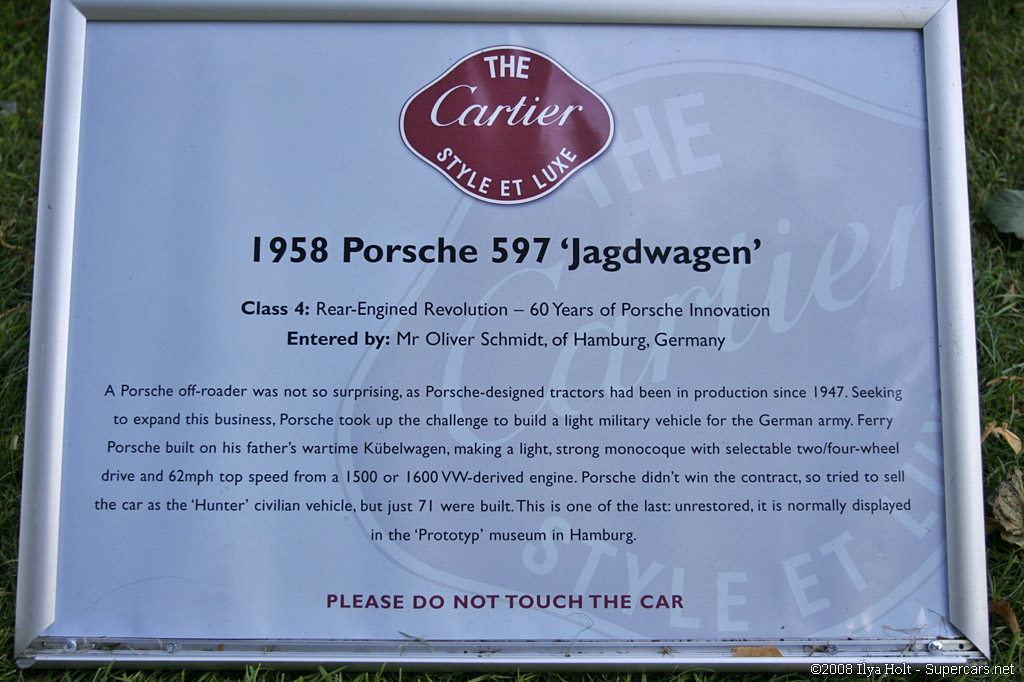 THE
Cartier
STYLE ET LUXE
THE
Cartier
STYLE ET LUXE
1958 Porsche 597 ‘Jagdwagen’
Class 4: Rear-Engined Revolution – 60 Years of Porsche Innovation
Entered by: Mr Oliver Schmidt, of Hamburg, Germany
A Porsche off-roader was not so surprising, as Porsche-designed tractors had been in production since 1947. Seeking
to expand this business, Porsche took up the challenge to build a light military vehicle for the German army. Ferry
Porsche built on his father’s wartime Kübelwagen, making a light, strong monocoque with selectable two/four-wheel
drive and 62mph top speed from a 1500 or 1600 VW-derived engine. Porsche didn’t win the contract, so tried to sell
the car as the ‘Hunter’ civilian vehicle, but just 71 were built. This is one of the last: unrestored, it is normally displayed
in the ‘Prototyp’ museum in Hamburg.
PLEASE DO NOT TOUCH THE CAR
©2008 Ilya Holt - Supercars.net